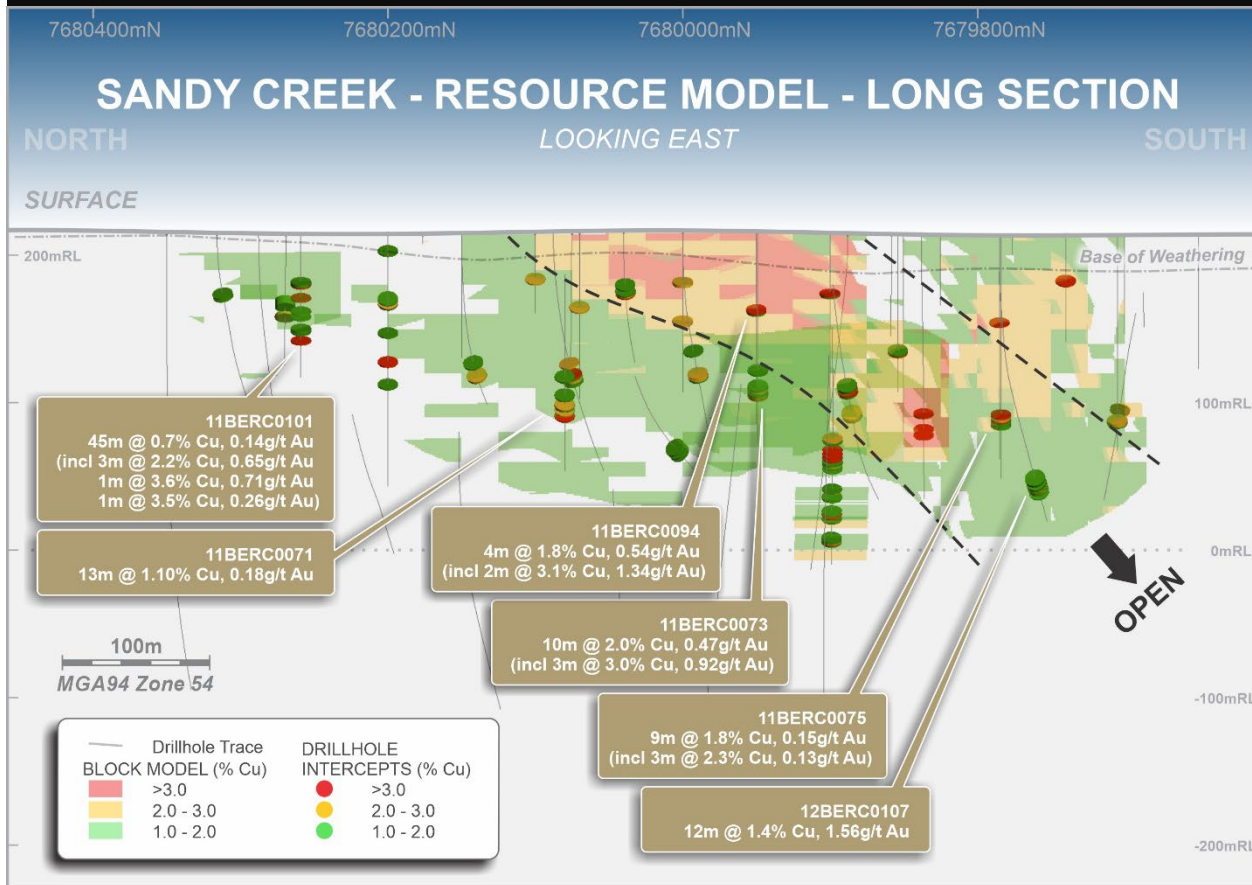 7680400mN 7680200mN 7680000mN 7679800mN
SANDY CREEK - RESOURCE MODEL - LONG SECTION
NORTH LOOKING EAST SOUTH
SURFACE
200mRL
Base of Weathering
100mRL
11BERC0101
45m @ 0.7% Cu, 0.14g/t Au
(incl 3m @ 2.2% Cu, 0.65g/t Au
1m @ 3.6% Cu, 0.71g/t Au
1m @ 3.5% Cu, 0.26g/t Au)
11BERC0071
13m @ 1.10% Cu, 0.18g/t Au
11BERC0094
4m @ 1.8% Cu, 0.54g/t Au
(incl 2m @ 3.1% Cu, 1.34g/t Au)
0mRL
OPEN
11BERC0073
10m @ 2.0% Cu, 0.47g/t Au
(incl 3m @ 3.0% Cu, 0.92g/t Au)
100m
MGA94 Zone 54
-100mRL
11BERC0075
9m @ 1.8% Cu, 0.15g/t Au
(incl 3m @ 2.3% Cu, 0.13g/t Au)
12BERC0107
12m @ 1.4% Cu, 1.56g/t Au
-200mRL
Drillhole Trace
BLOCK MODEL (% Cu)
>3.0
2.0 - 3.0
1.0 - 2.0
DRILLHOLE
INTERCEPTS (% Cu)
>3.0
2.0 - 3.0
1.0 - 2.0